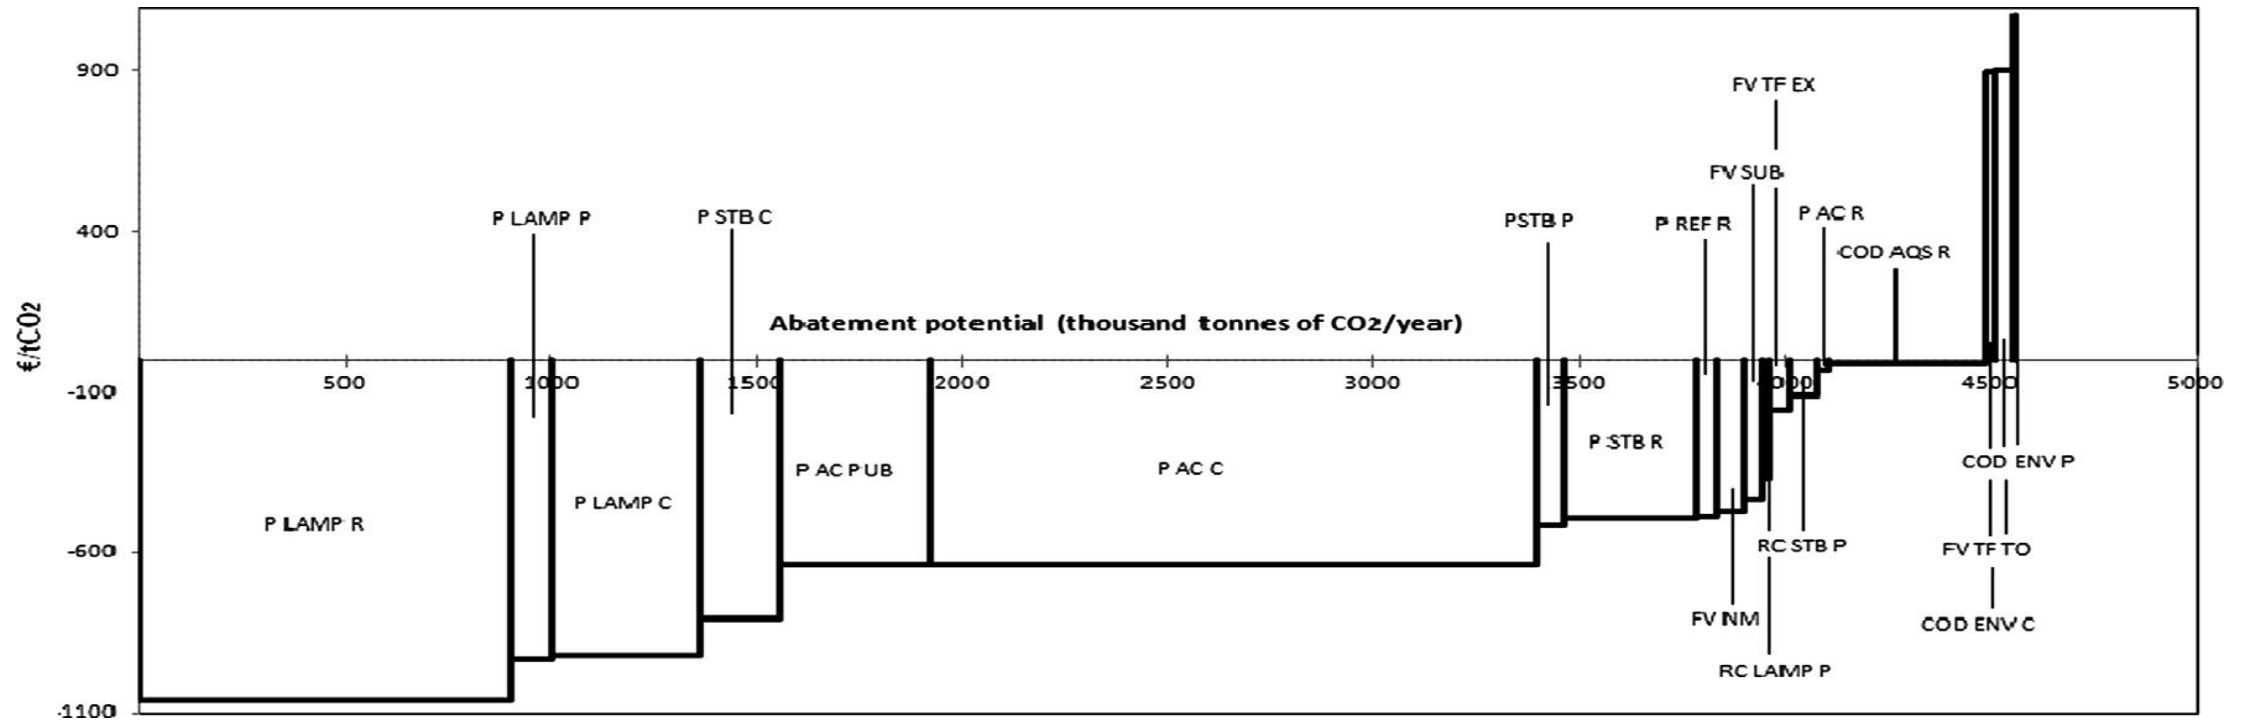 FV TF EX
900
FV SUB
P LAMP P
P STB C
PSTB P
P REF R
P AC R
400
COD AQS R
Abatement potential (thousand tonnes of CO2/year)
€/tCO2
500
1000
1500
2000
2500
3000
3500
4000
4500
5000
-100
P STB R
COD ENV P
P AC PUB
P AC C
P LAMP C
P LAMP R
-600
RC STB P
FV TF TO
FV NM
COD ENV C
RC LAMP P
-1100